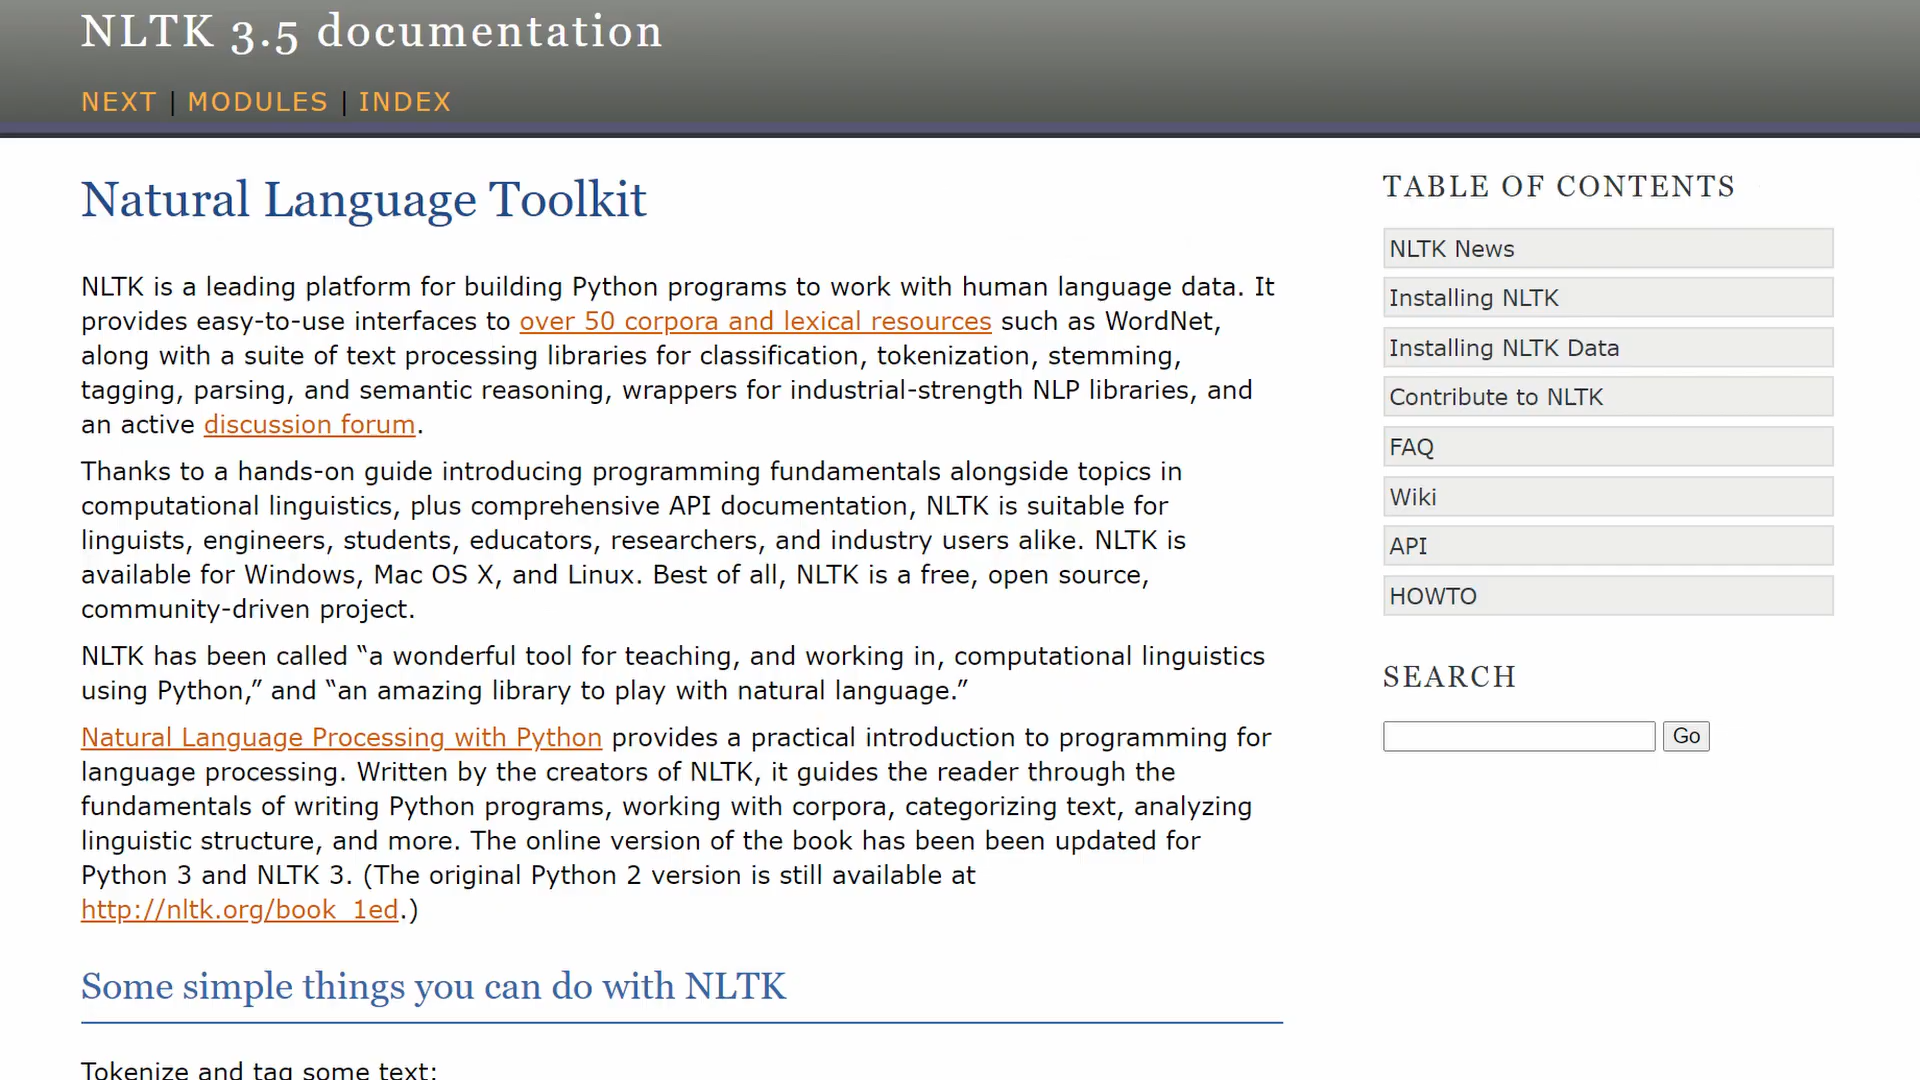 NLTK 3.5 documentation
NEXT | MODULES | INDEX
Natural Language Toolkit
NLTK is a leading platform for building Python programs to work with human language data. It
provides easy-to-use interfaces to over 50 corpora and lexical resources such as WordNet,
along with a suite of text processing libraries for classification, tokenization, stemming,
tagging, parsing, and semantic reasoning, wrappers for industrial-strength NLP libraries, and
an active discussion forum.
Thanks to a hands-on guide introducing programming fundamentals alongside topics in
computational linguistics, plus comprehensive API documentation, NLTK is suitable for
linguists, engineers, students, educators, researchers, and industry users alike. NLTK is
available for Windows, Mac OS X, and Linux. Best of all, NLTK is a free, open source,
community-driven project.
NLTK has been called “a wonderful tool for teaching, and working in, computational linguistics
using Python,” and “an amazing library to play with natural language.”
Natural Language Processing with Python provides a practical introduction to programming for
language processing. Written by the creators of NLTK, it guides the reader through the
fundamentals of writing Python programs, working with corpora, categorizing text, analyzing
linguistic structure, and more. The online version of the book has been been updated for
Python 3 and NLTK 3. (The original Python 2 version is still available at
http://nltk.org/book_1ed.)
Some simple things you can do with NLTK
Tokenize and tag some text:
TABLE OF CONTENTS
NLTK News
Installing NLTK
Installing NLTK Data
Contribute to NLTK
FAQ
Wiki
API
HOWTO
SEARCH
Go